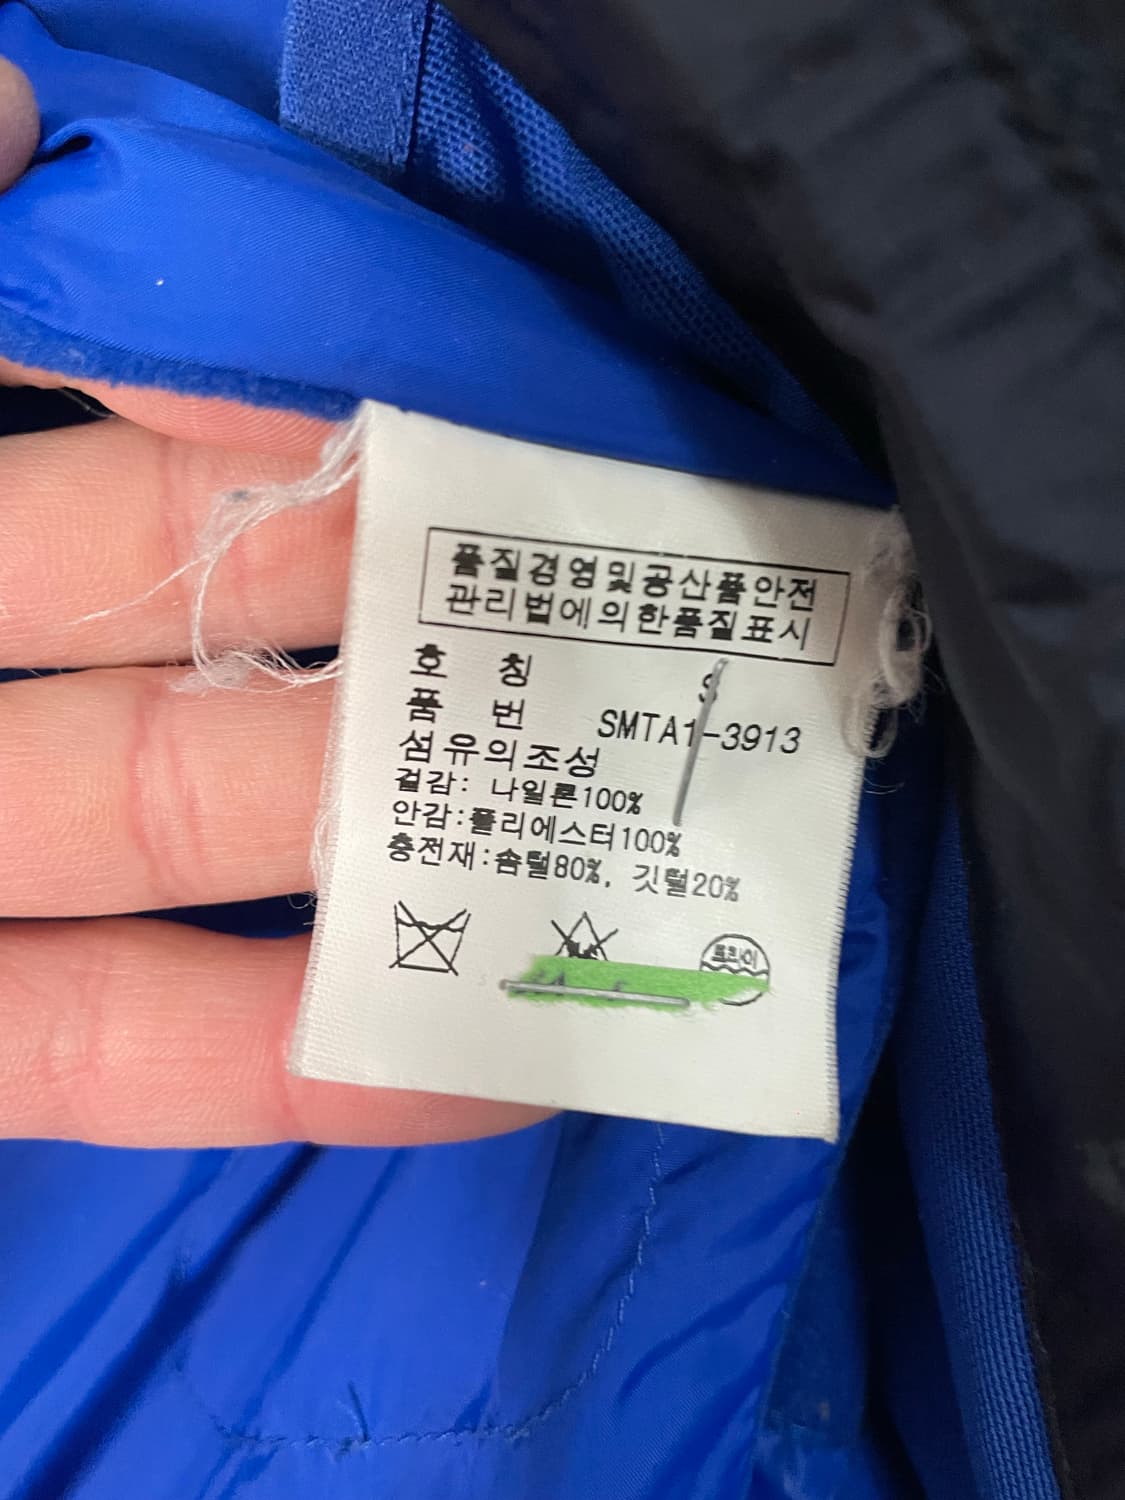 품질경영및공산품안전
관리법에의한품질표시
호 칭 S
품 번 SMTA1-3913
섬유의조성
겉감: 나일론100%
안감:폴리에스터100%
충전재:솜털80%, 깃털20%
드라이